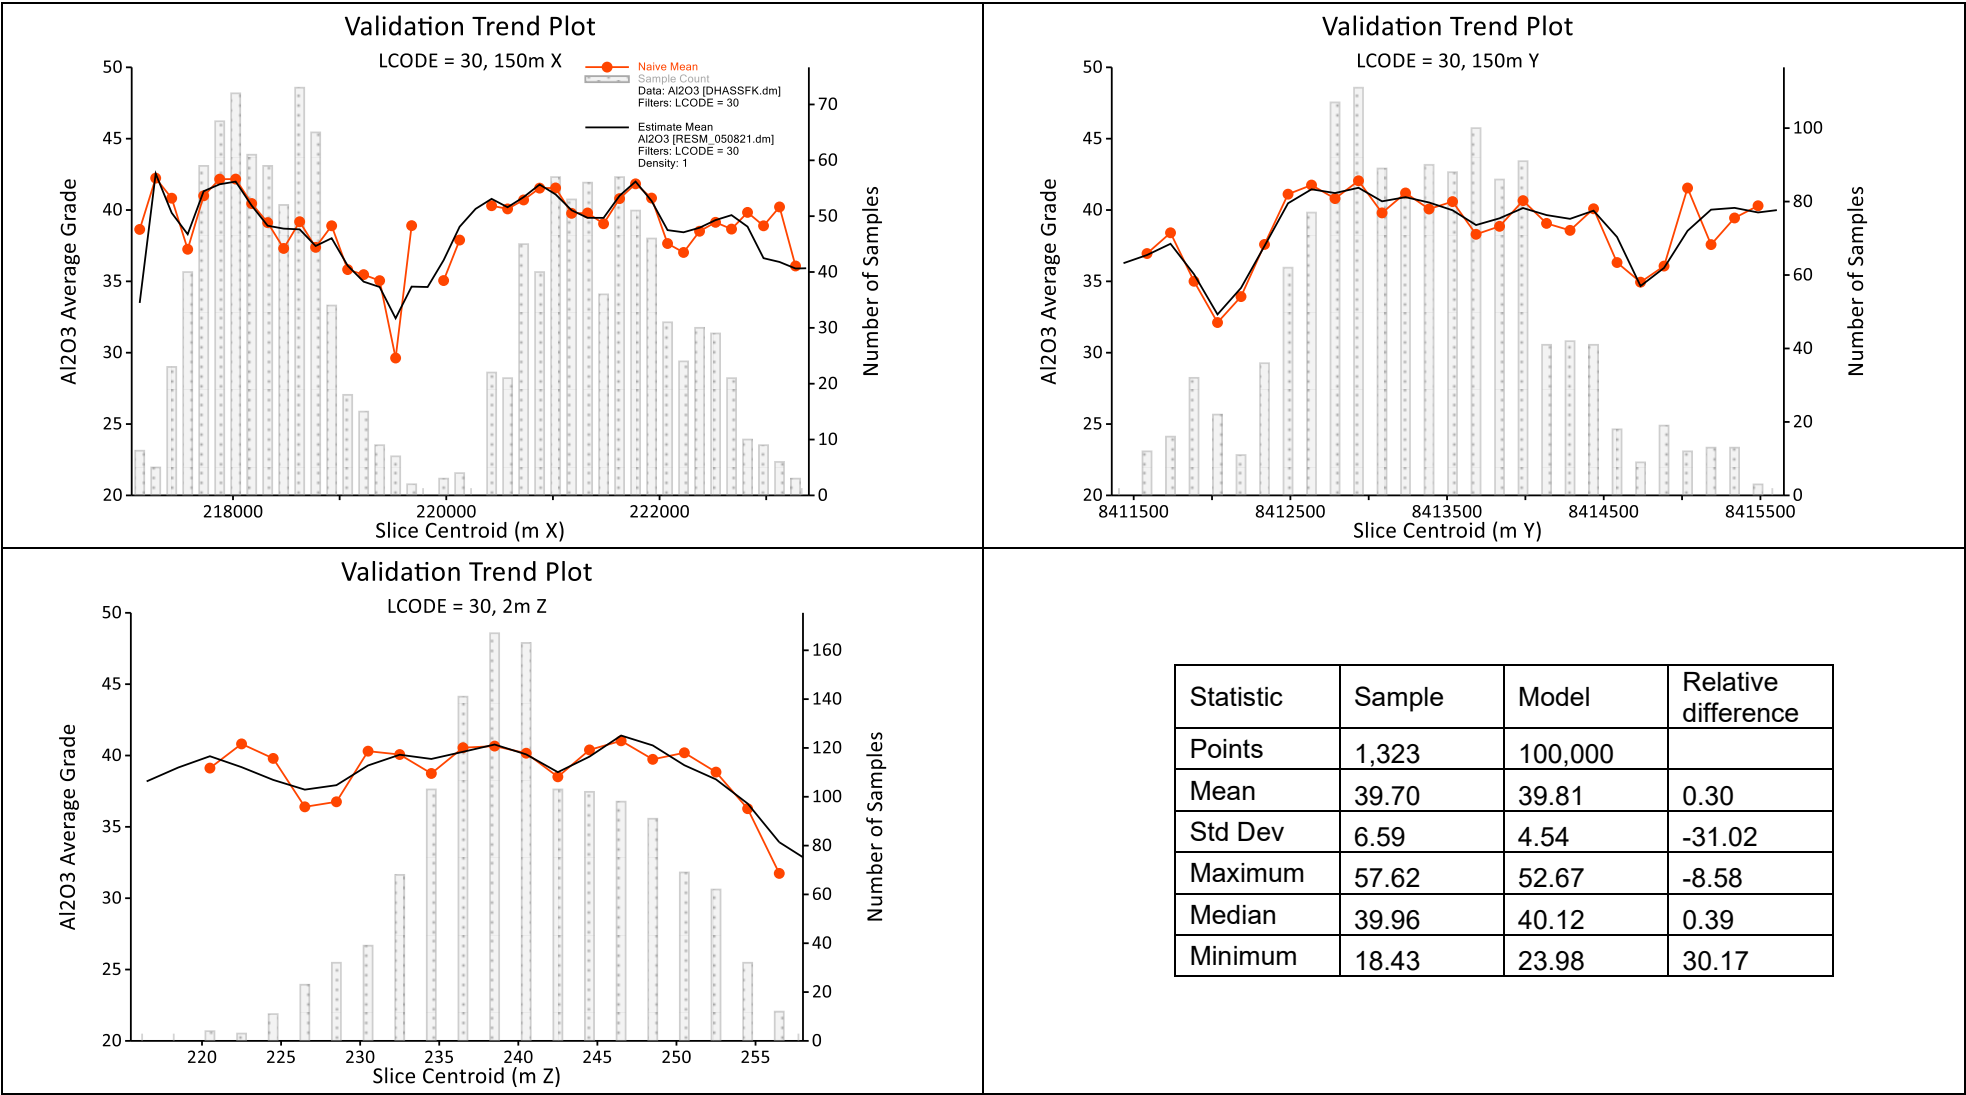 Validation Trend Plot
LCODE = 30, 150m X
Naive Mean
Sample Count
Data: Al2O3 [DHASSFK.dm]
Filters: LCODE = 30
Estimate Mean
Al2O3 [RESM_050821.dm]
Filters: LCODE = 30
Density: 1
50
45
40
35
30
25
20
Al2O3 Average Grade
70
60
50
40
30
20
10
0
Number of Samples
218000 220000 222000
Slice Centroid (m X)
Validation Trend Plot
LCODE = 30, 150m Y
50
45
40
35
30
25
20
Al2O3 Average Grade
100
80
60
40
20
0
Number of Samples
8411500 8412500 8413500 8414500 8415500
Slice Centroid (m Y)
Validation Trend Plot
LCODE = 30, 2m Z
50
45
40
35
30
25
20
Al2O3 Average Grade
160
140
120
100
80
60
40
20
0
Number of Samples
220 225 230 235 240 245 250 255
Slice Centroid (m Z)
Statistic Sample Model Relative difference
Points 1,323 100,000
Mean 39.70 39.81 0.30
Std Dev 6.59 4.54 -31.02
Maximum 57.62 52.67 -8.58
Median 39.96 40.12 0.39
Minimum 18.43 23.98 30.17